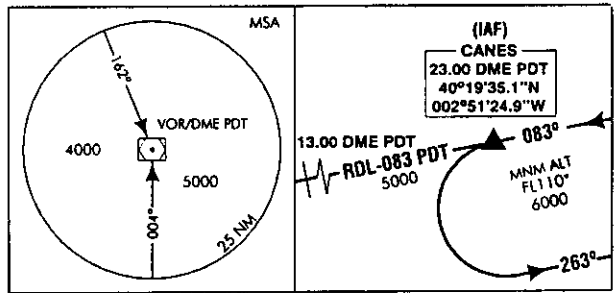 MSA
162°
VOR/DME PDT
4000
5000
004°
25 NM
(IAF)
CANES
23.00 DME PDT
40°19'35.1"N
002°51'24.9"W
13.00 DME PDT
RDL-083 PDT
5000
083°
MNM ALT
FL110*
6000
263°